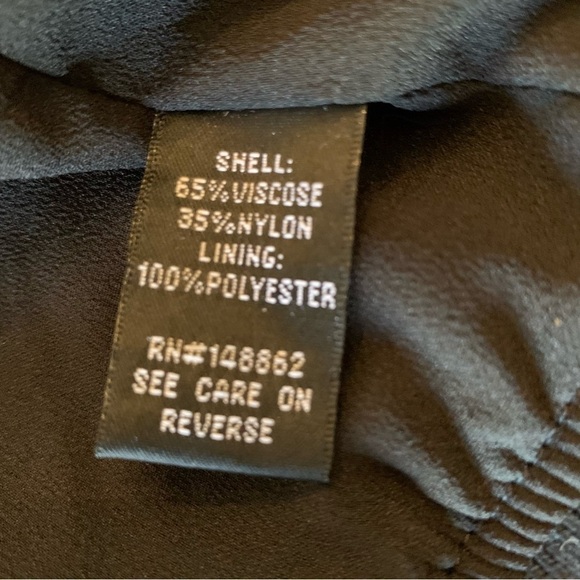 SHELL:
65%VISCOSE
35%NYLON
LINING:
100%POLYESTER
RN#148862
SEE CARE ON
REVERSE